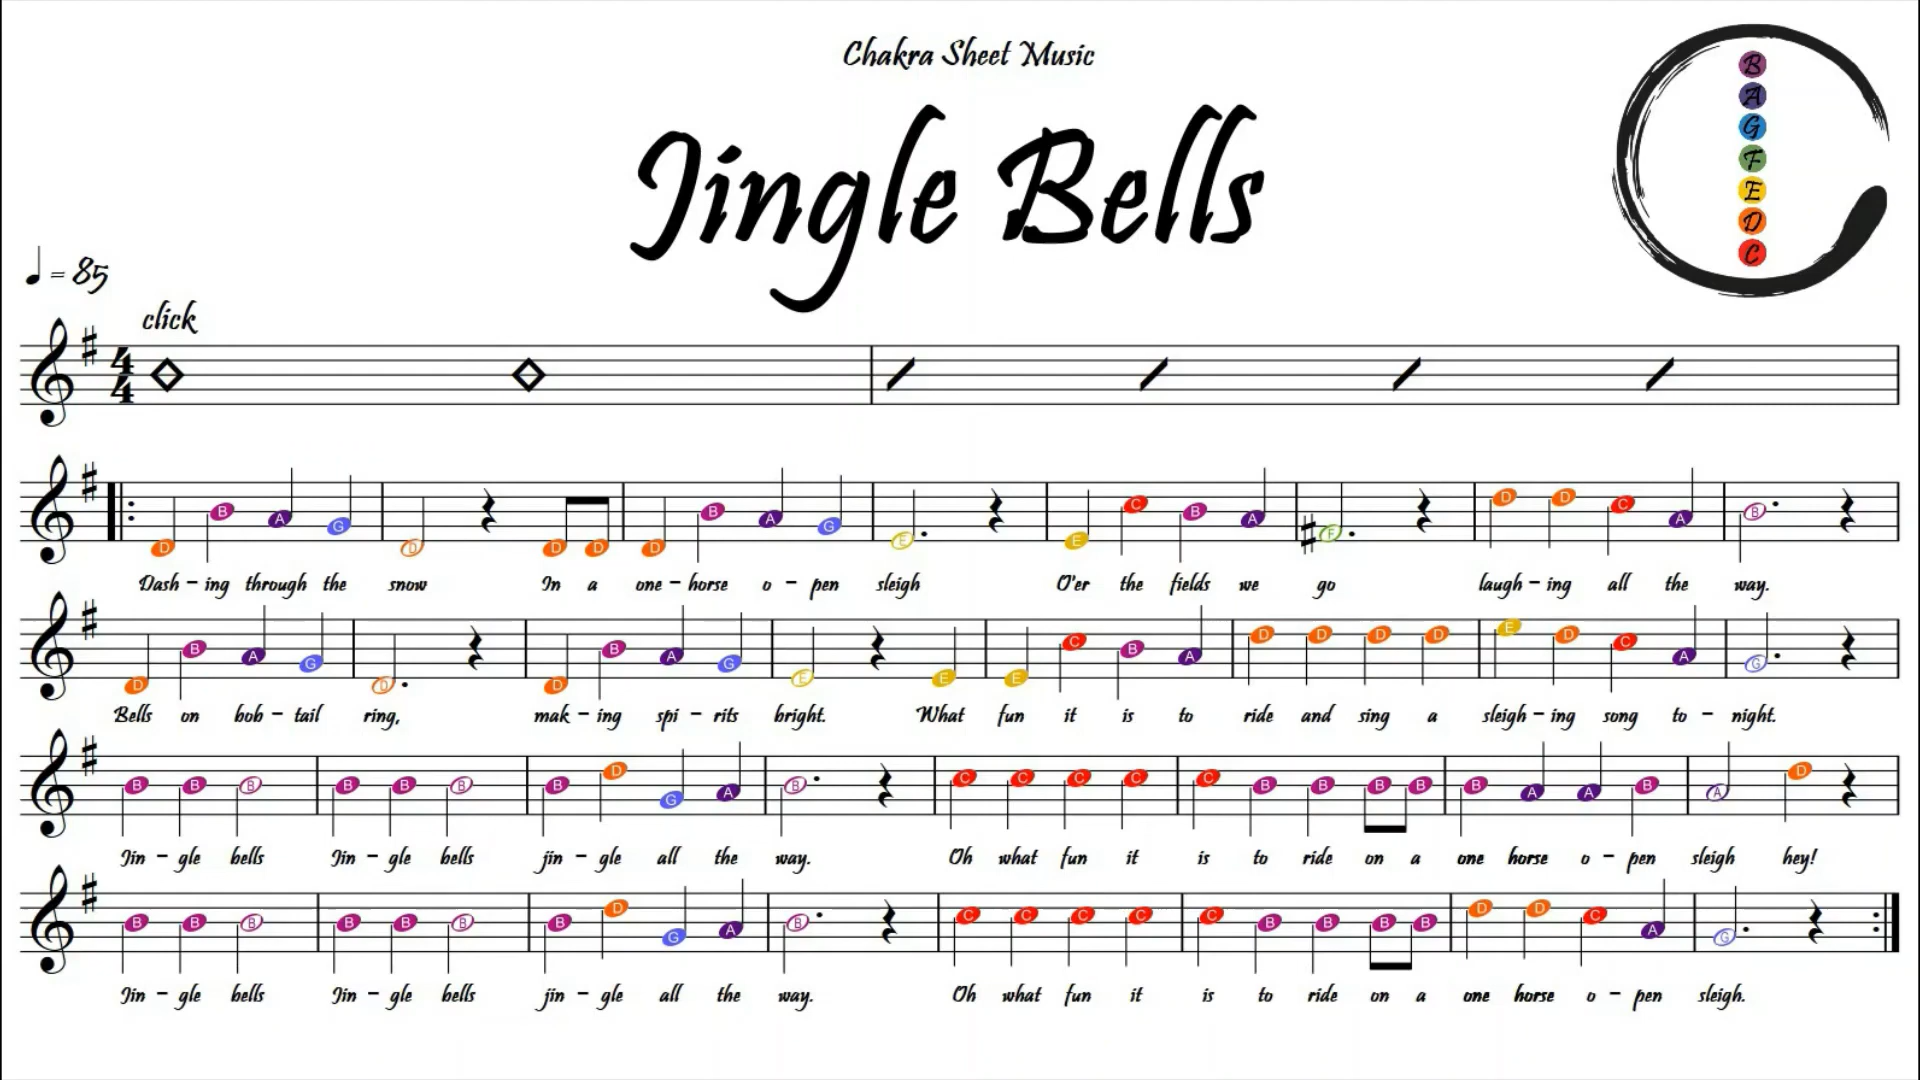 Chakra Sheet Music
Jingle Bells
B
A
G
F
E
D
C
= 85
click
4
4
D B A G D D D D B A G E E C B A F D D C A B
Dash - ing through the snow In a one - horse o - pen sleigh O'er the fields we go laugh - ing all the way.
D B A G D D B A G E E E C B A D D D D E D C A G
Bells on bob - tail ring, mak - ing spi - rits bright. What fun it is to ride and sing a sleigh - ing song to - night.
B B B B B B B D G A B C C C C C B B B B B A A B A D
Jin - gle bells Jin - gle bells jin - gle all the way. Oh what fun it is to ride on a one horse o - pen sleigh hey!
B B B B B B B D G A B C C C C C B B B B D D C A G
Jin - gle bells Jin - gle bells jin - gle all the way. Oh what fun it is to ride on a one horse o - pen sleigh.